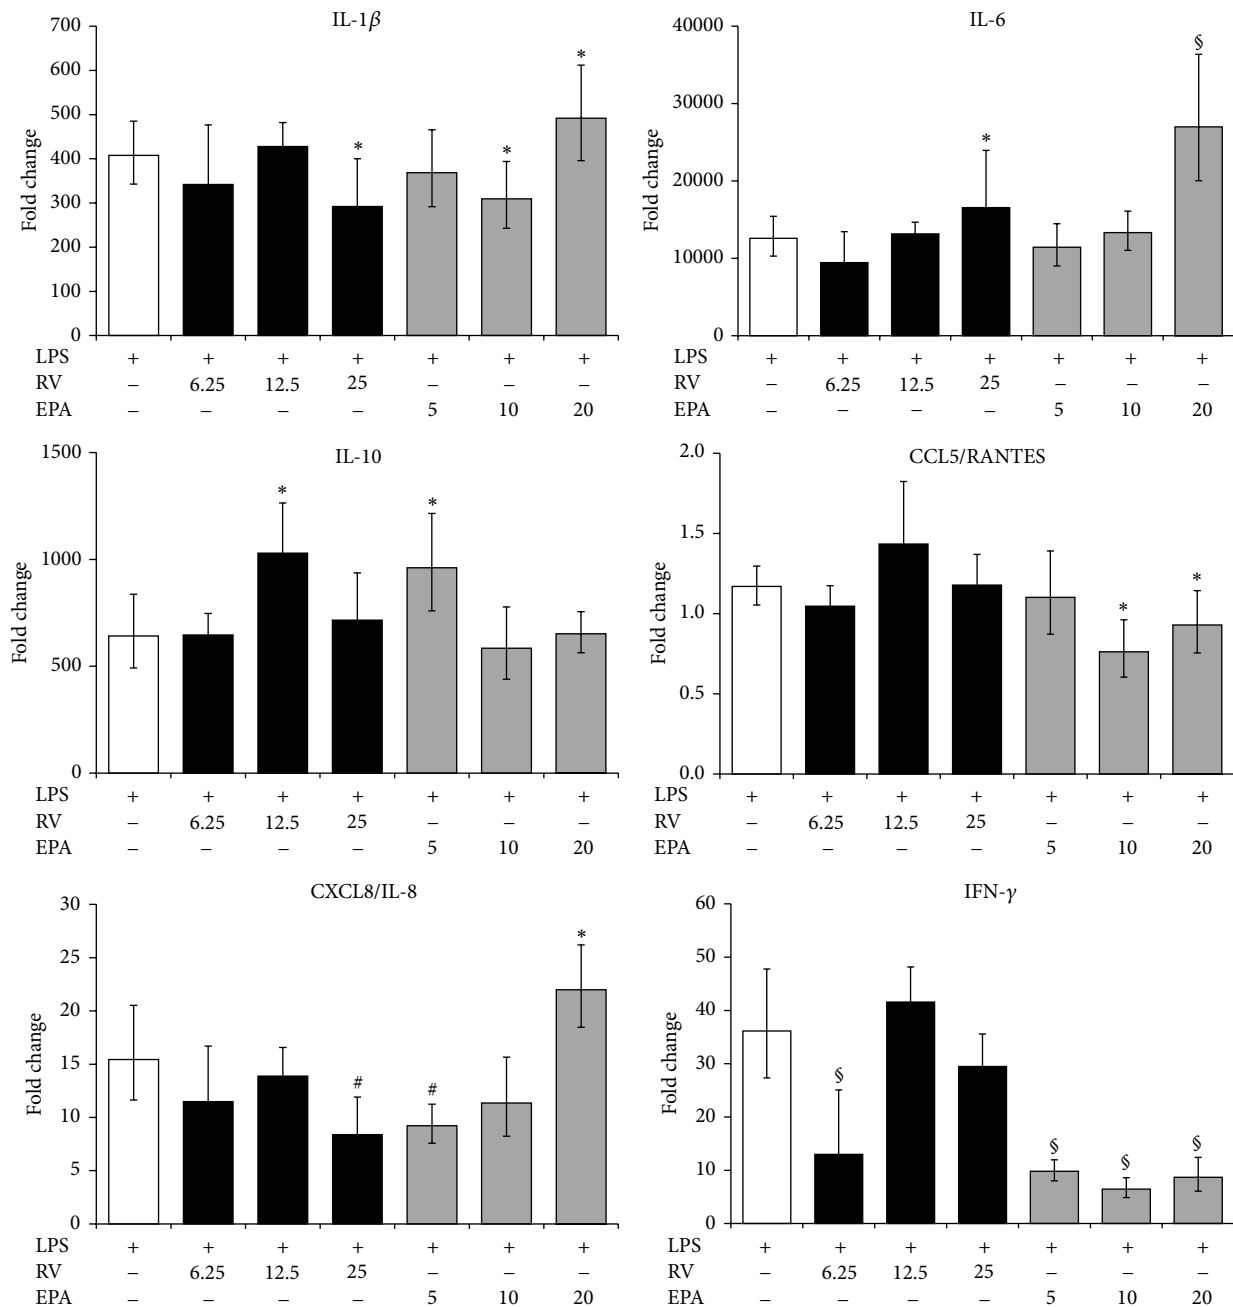 IL-1β
Fold change
700
600
500
400
300
200
100
0
* * *
LPS + + + + + + +
RV – 6.25 12.5 25 – – –
EPA – – – – 5 10 20
IL-6
Fold change
40000
30000
20000
10000
0
* §
LPS + + + + + + +
RV – 6.25 12.5 25 – – –
EPA – – – – 5 10 20
IL-10
Fold change
1500
1000
500
0
* *
LPS + + + + + + +
RV – 6.25 12.5 25 – – –
EPA – – – – 5 10 20
CCL5/RANTES
Fold change
2.0
1.5
1.0
0.5
0.0
* *
LPS + + + + + + +
RV – 6.25 12.5 25 – – –
EPA – – – – 5 10 20
CXCL8/IL-8
Fold change
30
25
20
15
10
5
0
# # *
LPS + + + + + + +
RV – 6.25 12.5 25 – – –
EPA – – – – 5 10 20
IFN-γ
Fold change
60
50
40
30
20
10
0
§ § § §
LPS + + + + + + +
RV – 6.25 12.5 25 – – –
EPA – – – – 5 10 20